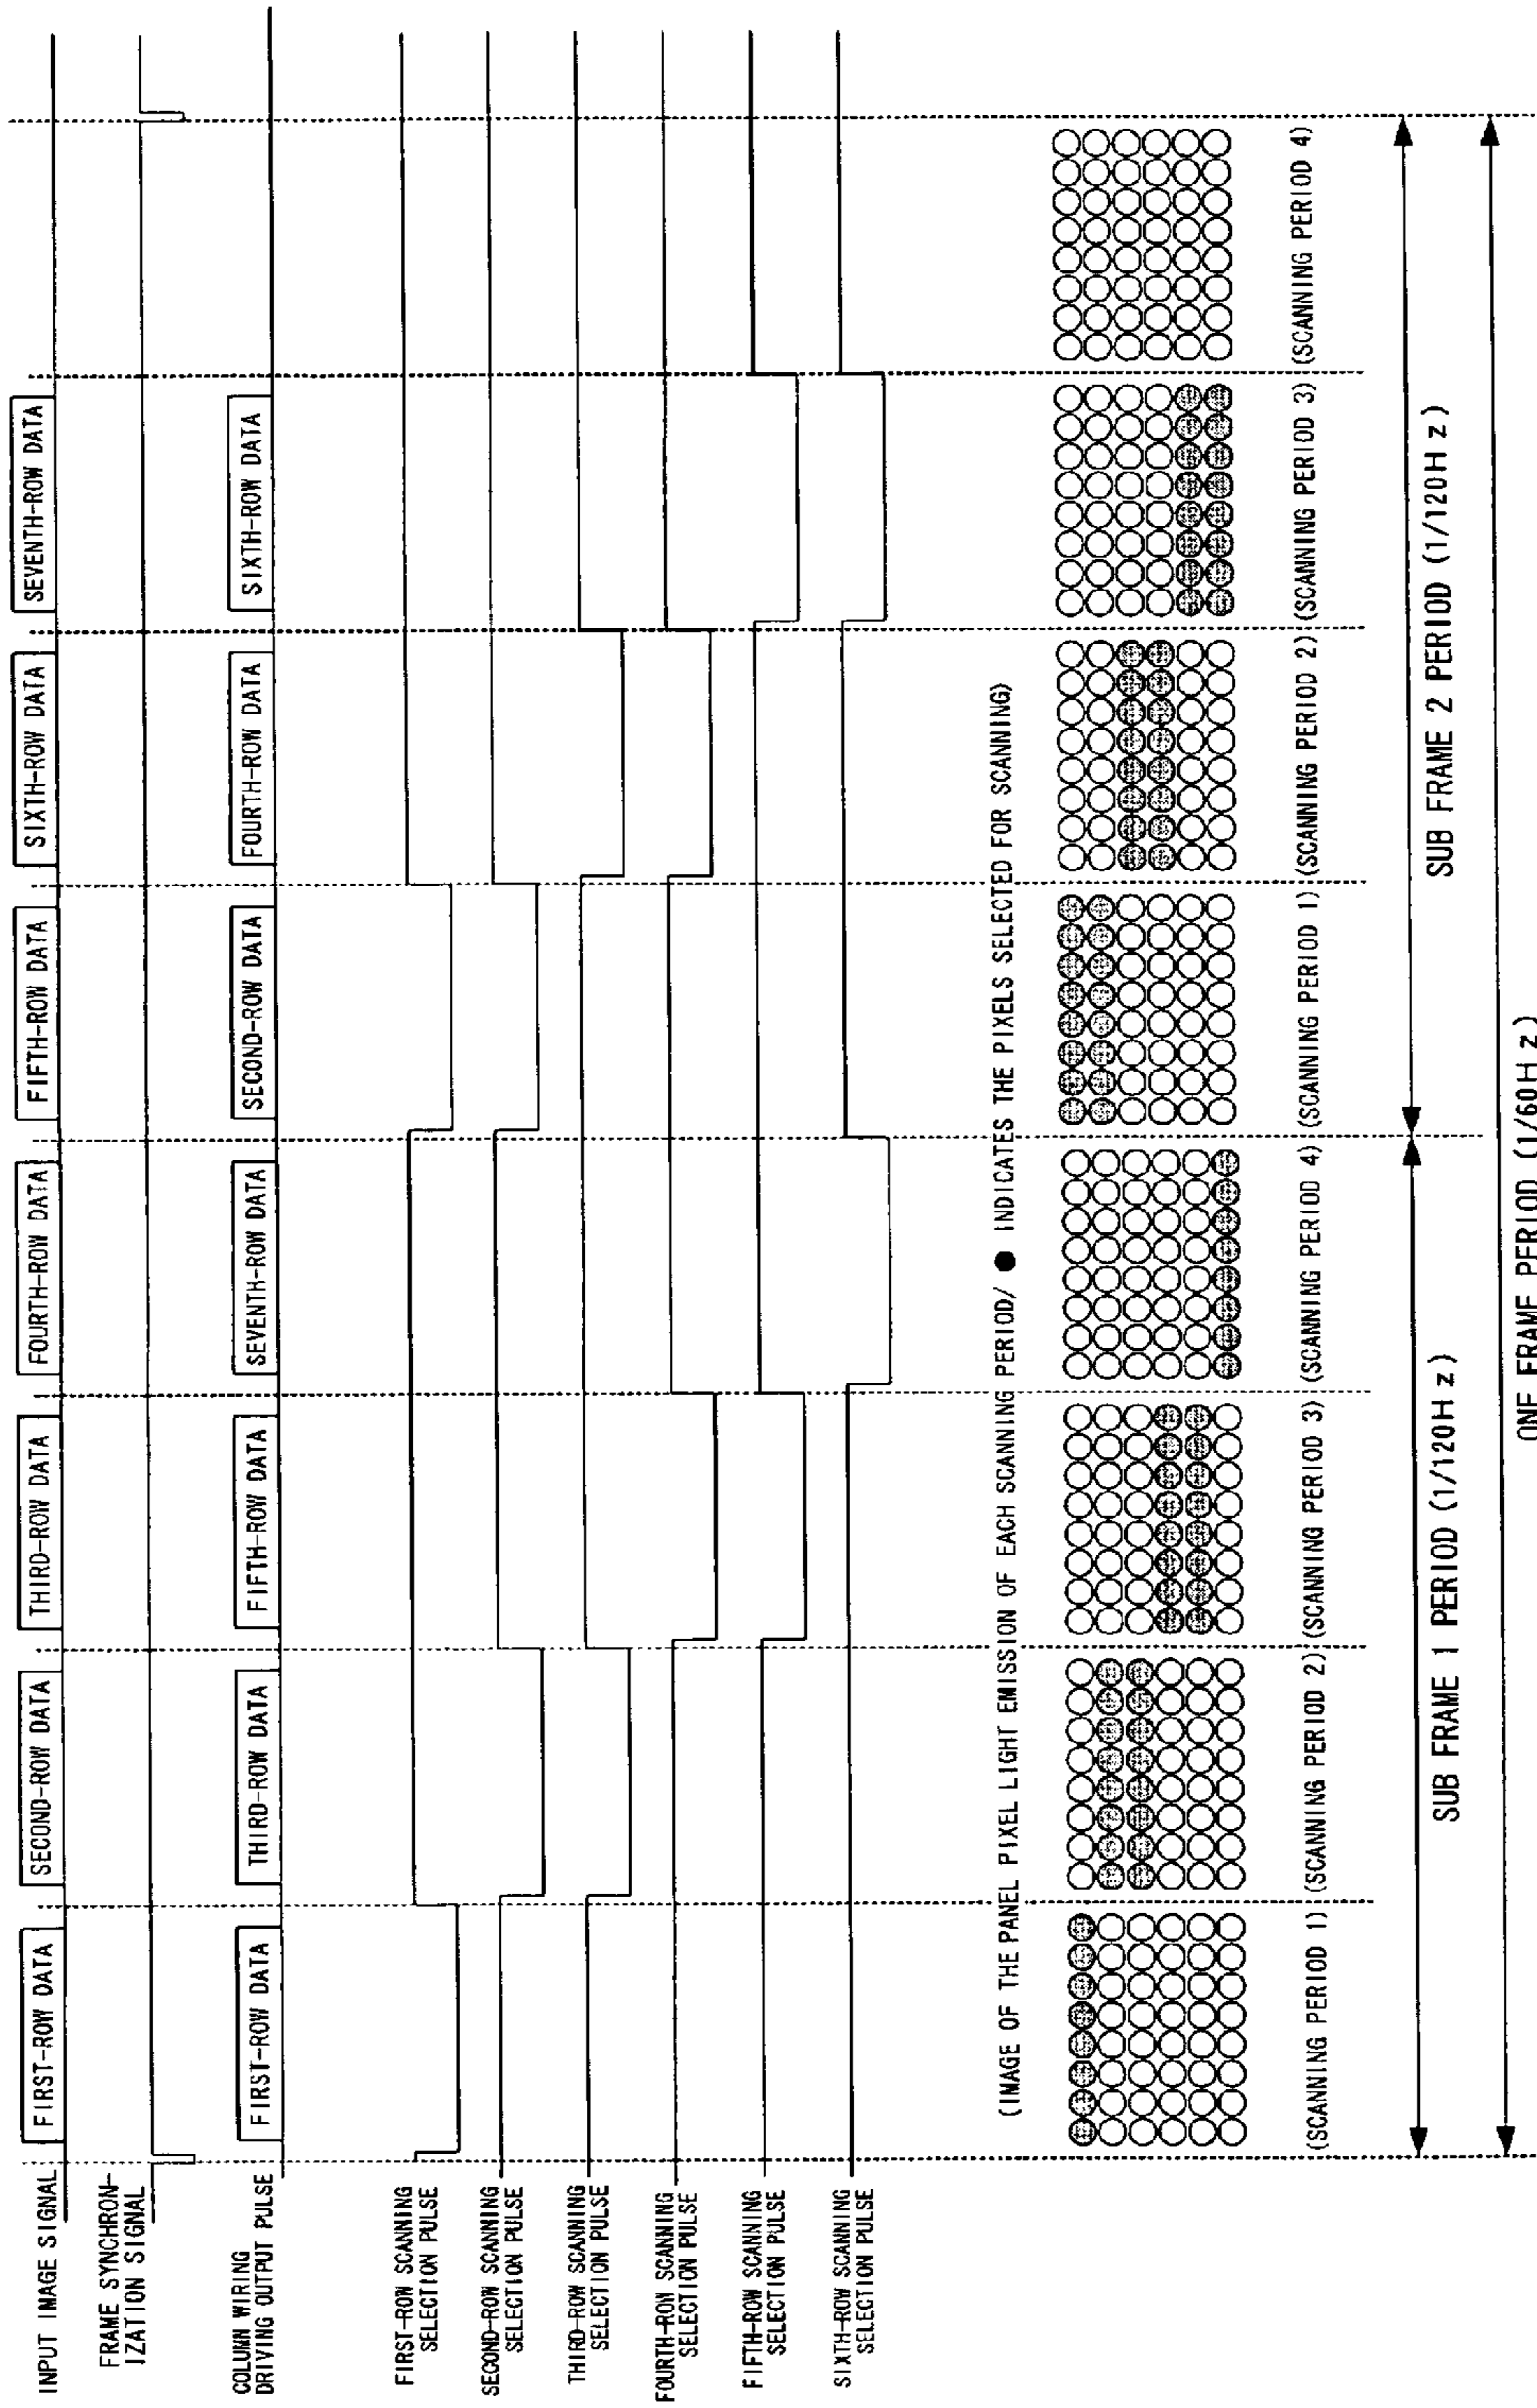 INPUT IMAGE SIGNAL
FIRST-ROW DATA
SECOND-ROW DATA
THIRD-ROW DATA
FOURTH-ROW DATA
FIFTH-ROW DATA
SIXTH-ROW DATA
SEVENTH-ROW DATA
FRAME SYNCHRON-
IZATION SIGNAL
COLUMN WIRING
DRIVING OUTPUT PULSE
FIRST-ROW DATA
THIRD-ROW DATA
FIFTH-ROW DATA
SEVENTH-ROW DATA
SECOND-ROW DATA
FOURTH-ROW DATA
SIXTH-ROW DATA
FIRST-ROW SCANNING
SELECTION PULSE
SECOND-ROW SCANNING
SELECTION PULSE
THIRD-ROW SCANNING
SELECTION PULSE
FOURTH-ROW SCANNING
SELECTION PULSE
FIFTH-ROW SCANNING
SELECTION PULSE
SIXTH-ROW SCANNING
SELECTION PULSE
(IMAGE OF THE PANEL PIXEL LIGHT EMISSION OF EACH SCANNING PERIOD/ ● INDICATES THE PIXELS SELECTED FOR SCANNING)
(SCANNING PERIOD 1)
(SCANNING PERIOD 2)
(SCANNING PERIOD 3)
(SCANNING PERIOD 4)
(SCANNING PERIOD 1)
(SCANNING PERIOD 2)
(SCANNING PERIOD 3)
(SCANNING PERIOD 4)
SUB FRAME 1 PERIOD (1/120Hz)
SUB FRAME 2 PERIOD (1/120Hz)
ONE FRAME PERIOD (1/60Hz)